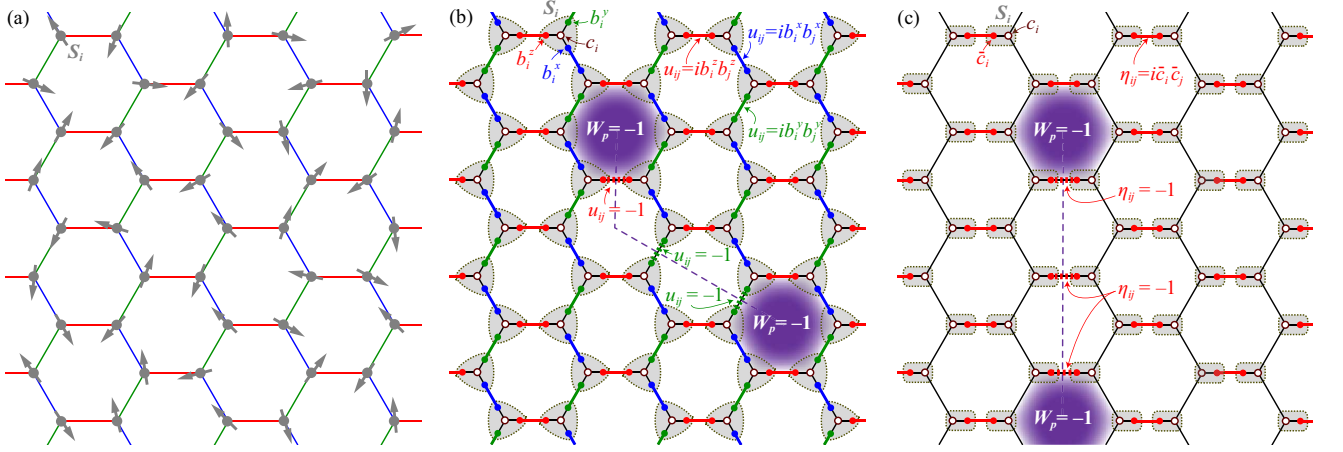 (a)
S_i
(b)
S_i
b_i^y
c_i
b_i^z
b_i^x
u_ij=ib_i^z b_j^z
u_ij=ib_i^x b_j^x
u_ij=ib_i^y b_j^y
W_p=−1
u_ij=−1
u_ij=−1
u_ij=−1
W_p=−1
(c)
S_i
c_i
c̄_i
η_ij=ic̄_i c̄_j
W_p=−1
η_ij=−1
η_ij=−1
W_p=−1